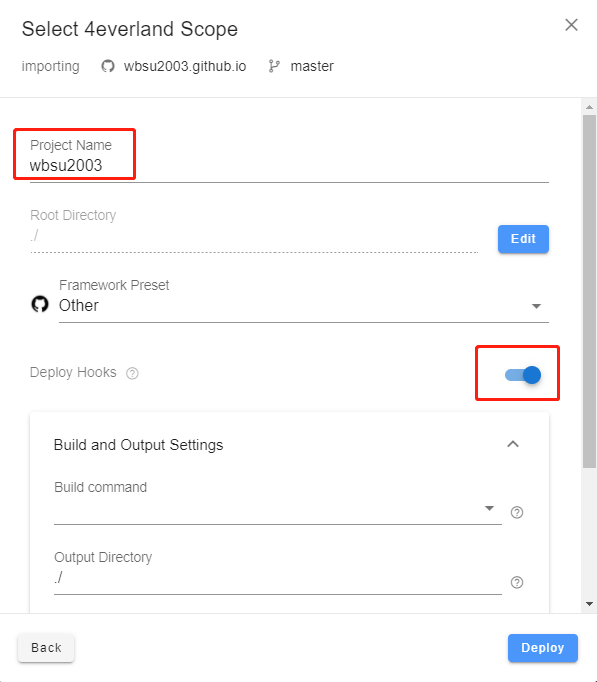 Select 4everland Scope
importing wbsu2003.github.io master
Project Name
wbsu2003
Root Directory
./
Edit
Framework Preset
Other
Deploy Hooks
Build and Output Settings
Build command
Output Directory
./
Back
Deploy